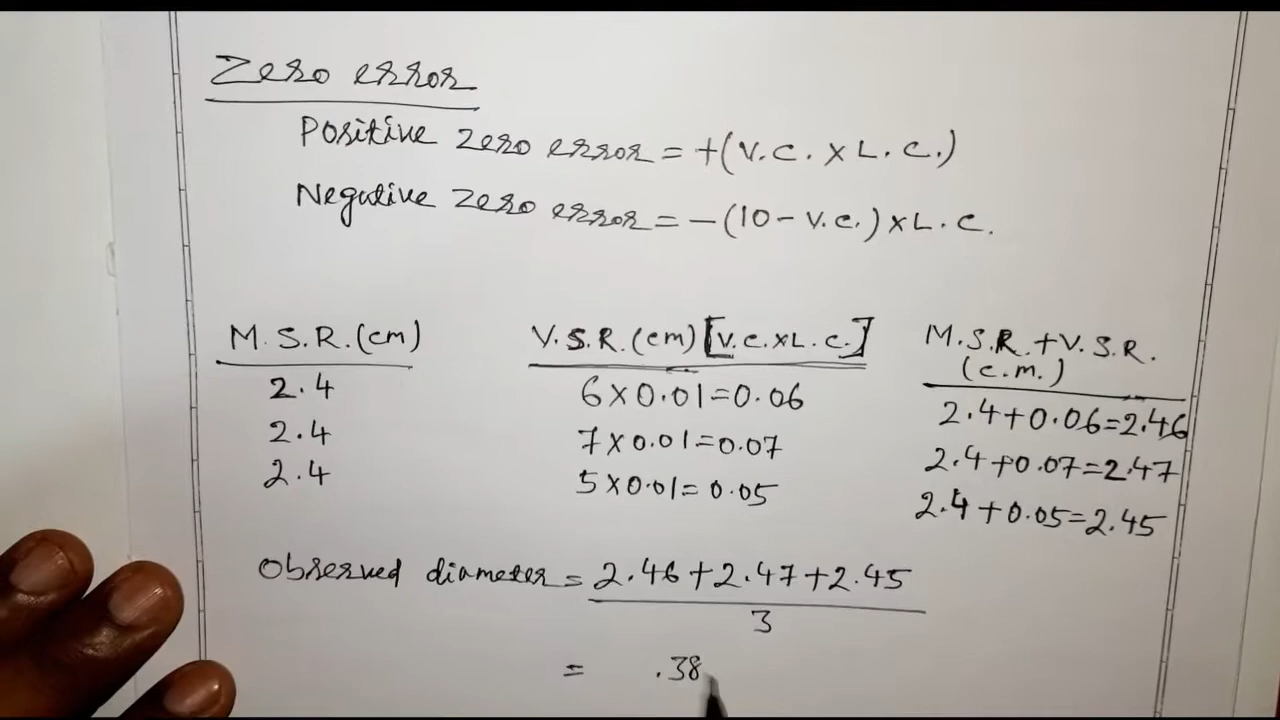 Zero error
Positive zero error = +(V.C. x L.C.)
Negative zero error = -(10 - V.C.) x L.C.
M.S.R.(cm) V.S.R.(cm) [V.C.xL.C.] M.S.R.+V.S.R. (c.m.)
2.4 6x0.01=0.06 2.4+0.06=2.46
2.4 7x0.01=0.07 2.4+0.07=2.47
2.4 5x0.01=0.05 2.4+0.05=2.45
Observed diameter = 2.46+2.47+2.45
3
= .38